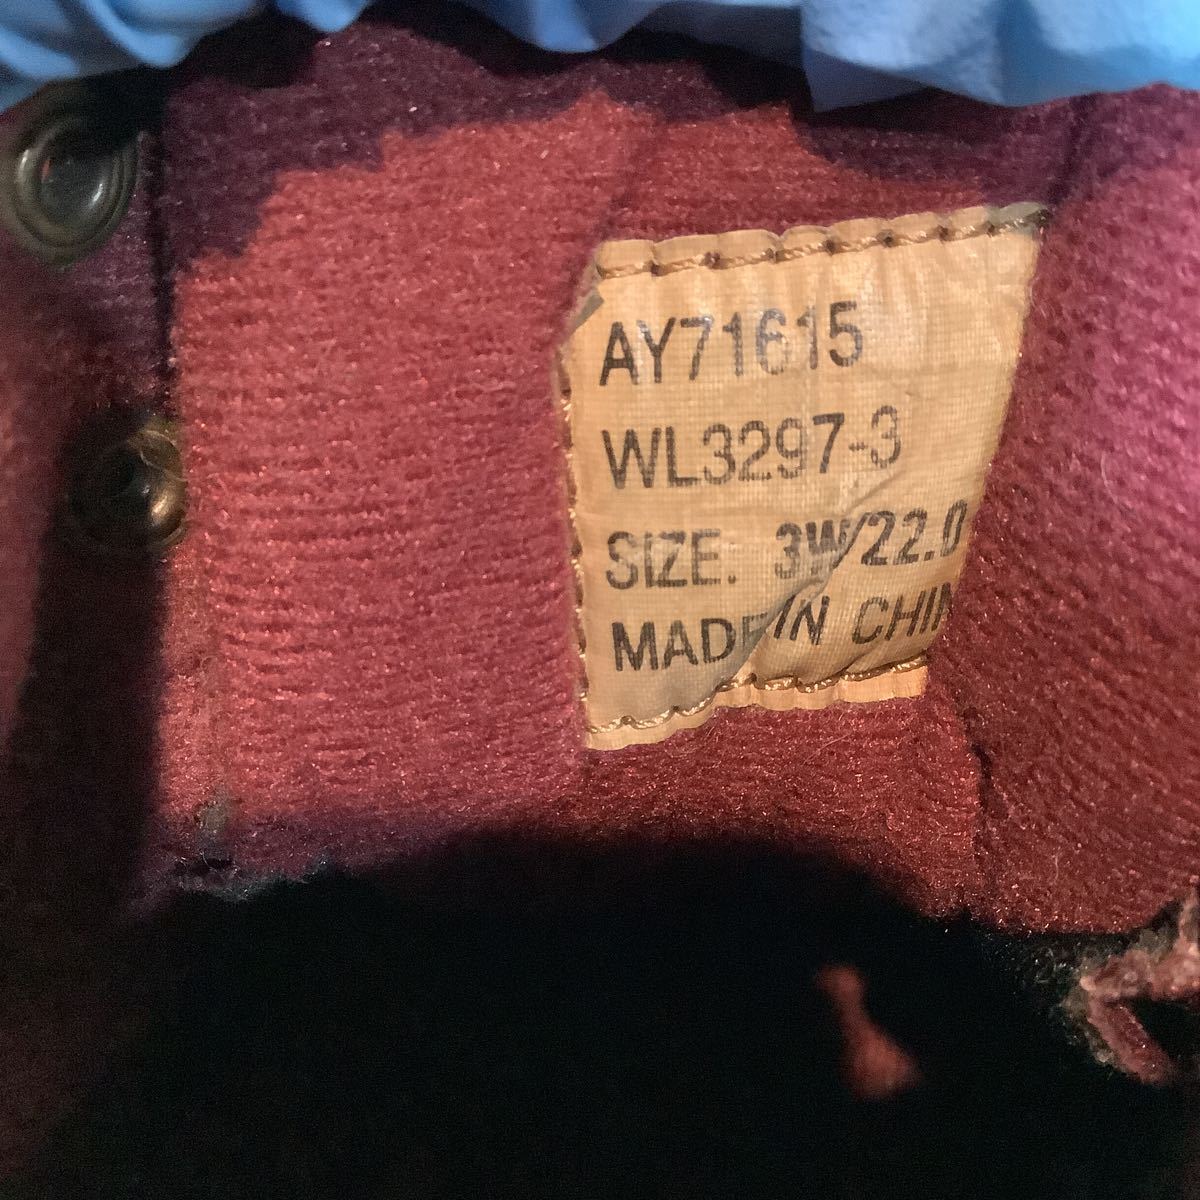 AY71615
WL3297-3
SIZE. 3W/22.0
MADE IN CHIN